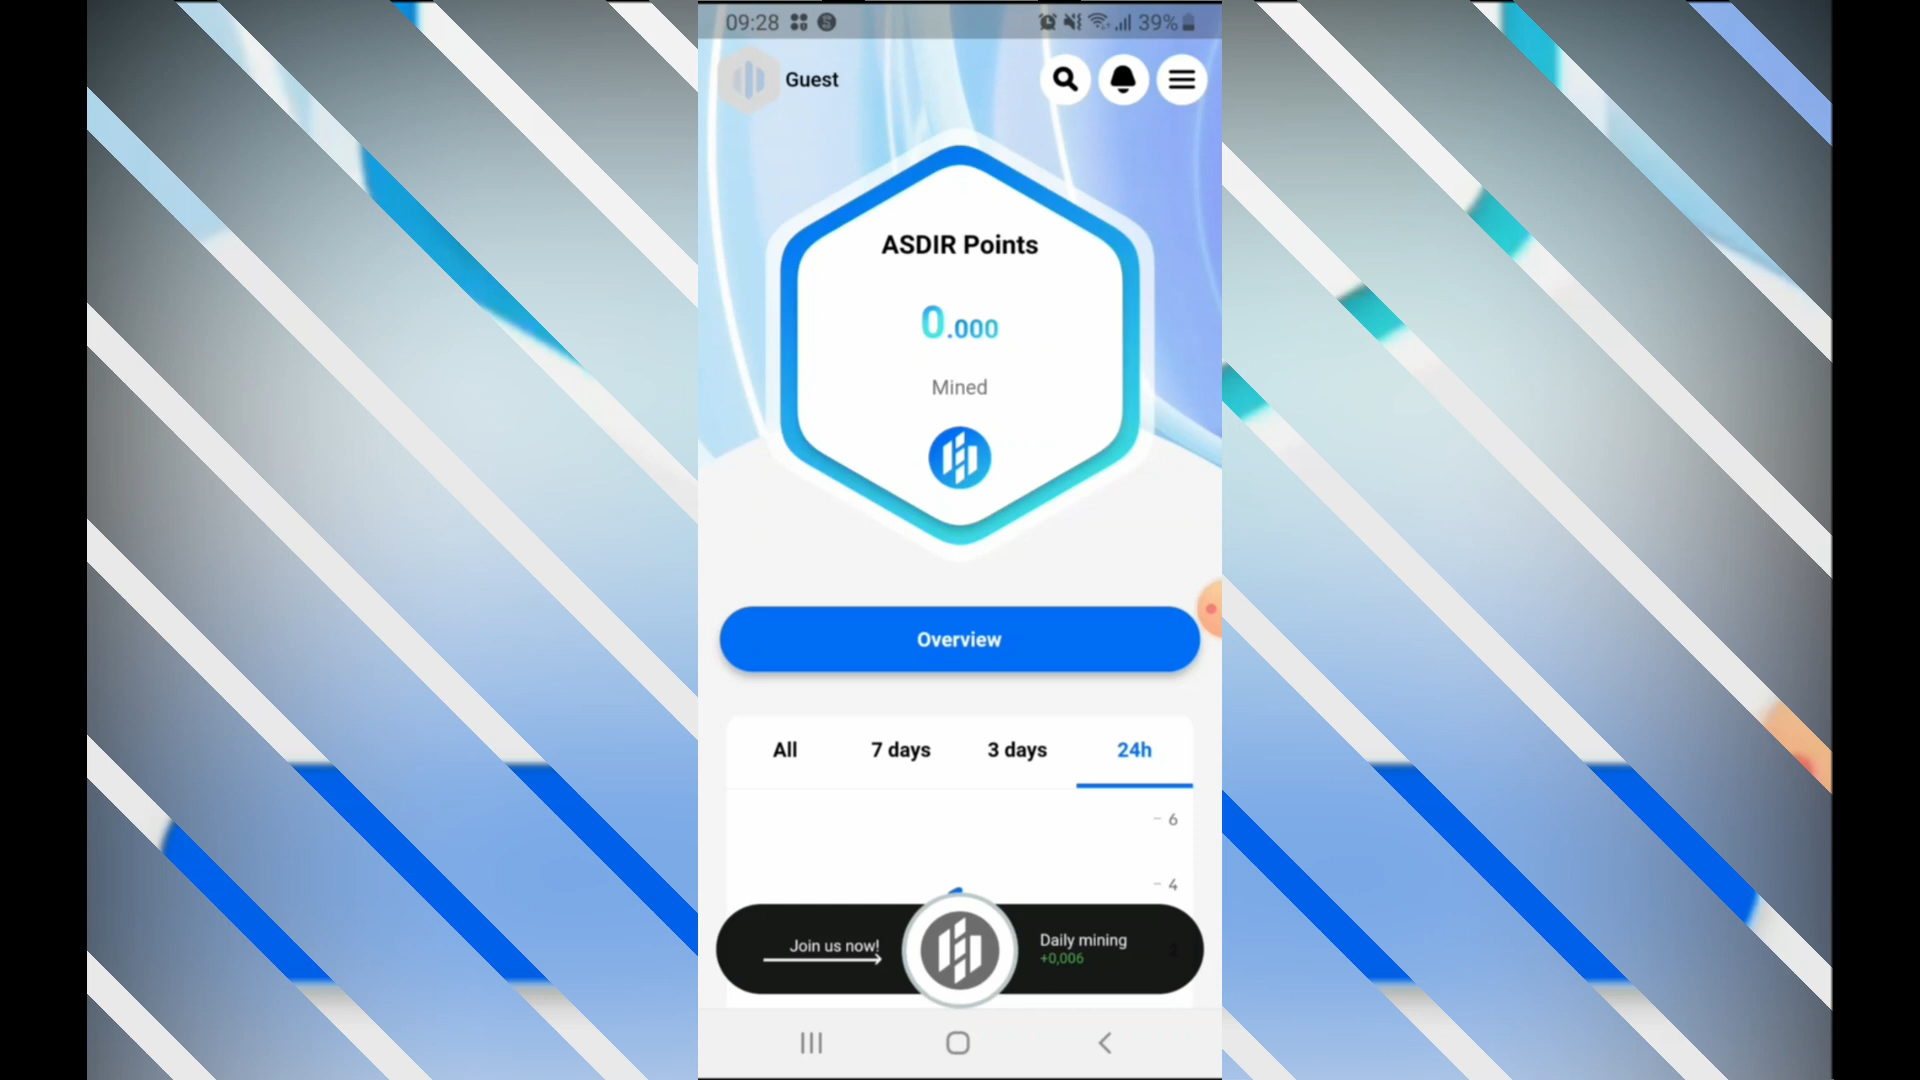 09:28
39%
Guest
ASDIR Points
0.000
Mined
Overview
All 7 days 3 days 24h
6
4
Join us now!
Daily mining
+0,006